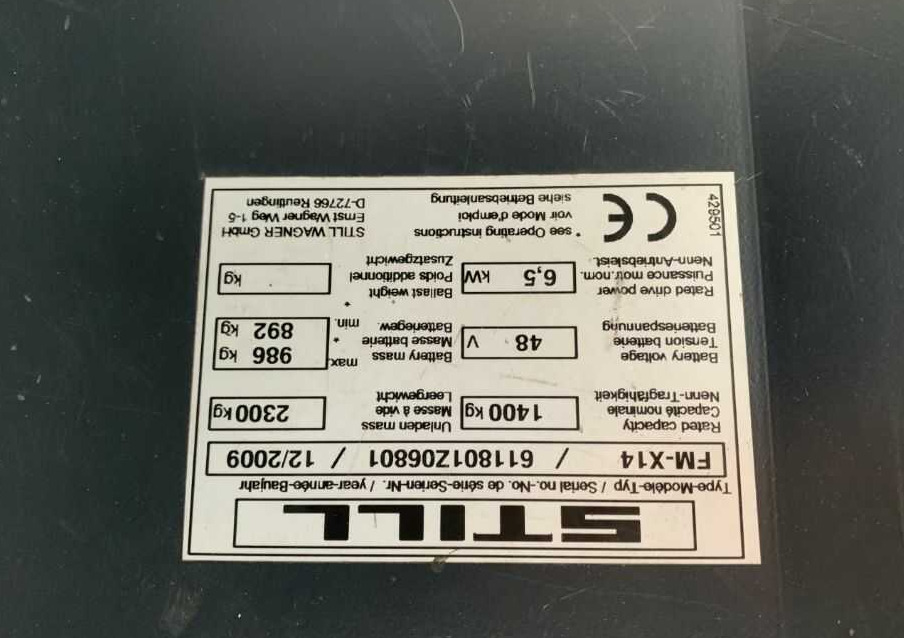 STILL
Type-Modèle-Typ / Serial no.-No. de série-Serien-Nr. / year-année-Baujahr
FM-X14 / 611801Z06801 / 12/2009
Rated capacity
Capacité nominale
Nenn-Tragfähigkeit
1400 kg
Unladen mass
Masse à vide
Leergewicht
2300 kg
Battery voltage
Tension batterie
Batteriespannung
48 V
Battery mass
Masse batterie *
Batteriegew.
max.
min.
986 kg
892 kg
Rated drive power
Puissance motr.nom.
Nenn-Antriebsleist.
6,5 kW
Ballast weight
Poids additionnel *
Zusatzgewicht
kg
429501
CE
* see Operating instructions
voir Mode d'emploi
siehe Betriebsanleitung
STILL WAGNER GmbH
Ernst Wagner Weg 1-5
D-72766 Reutlingen